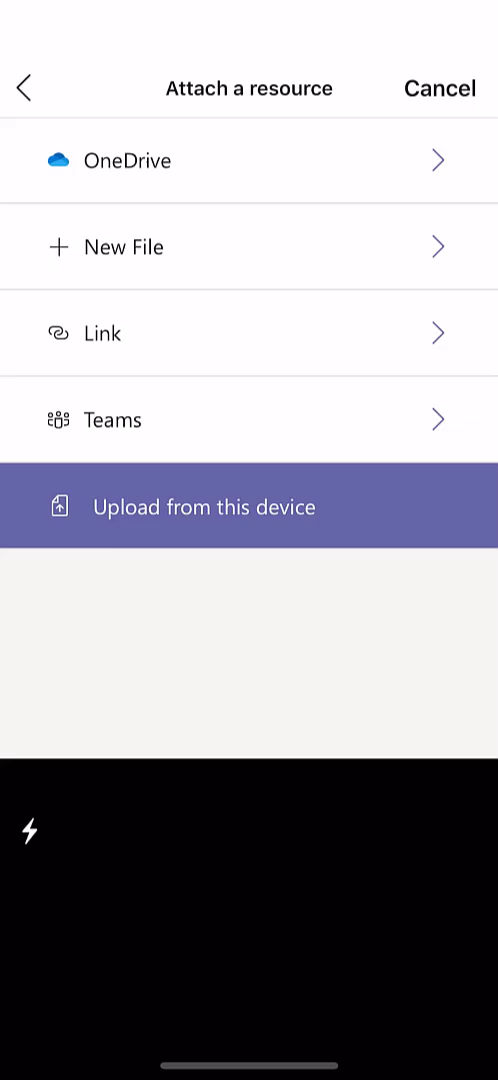 Attach a resource
Cancel
OneDrive
New File
Link
Teams
Upload from this device